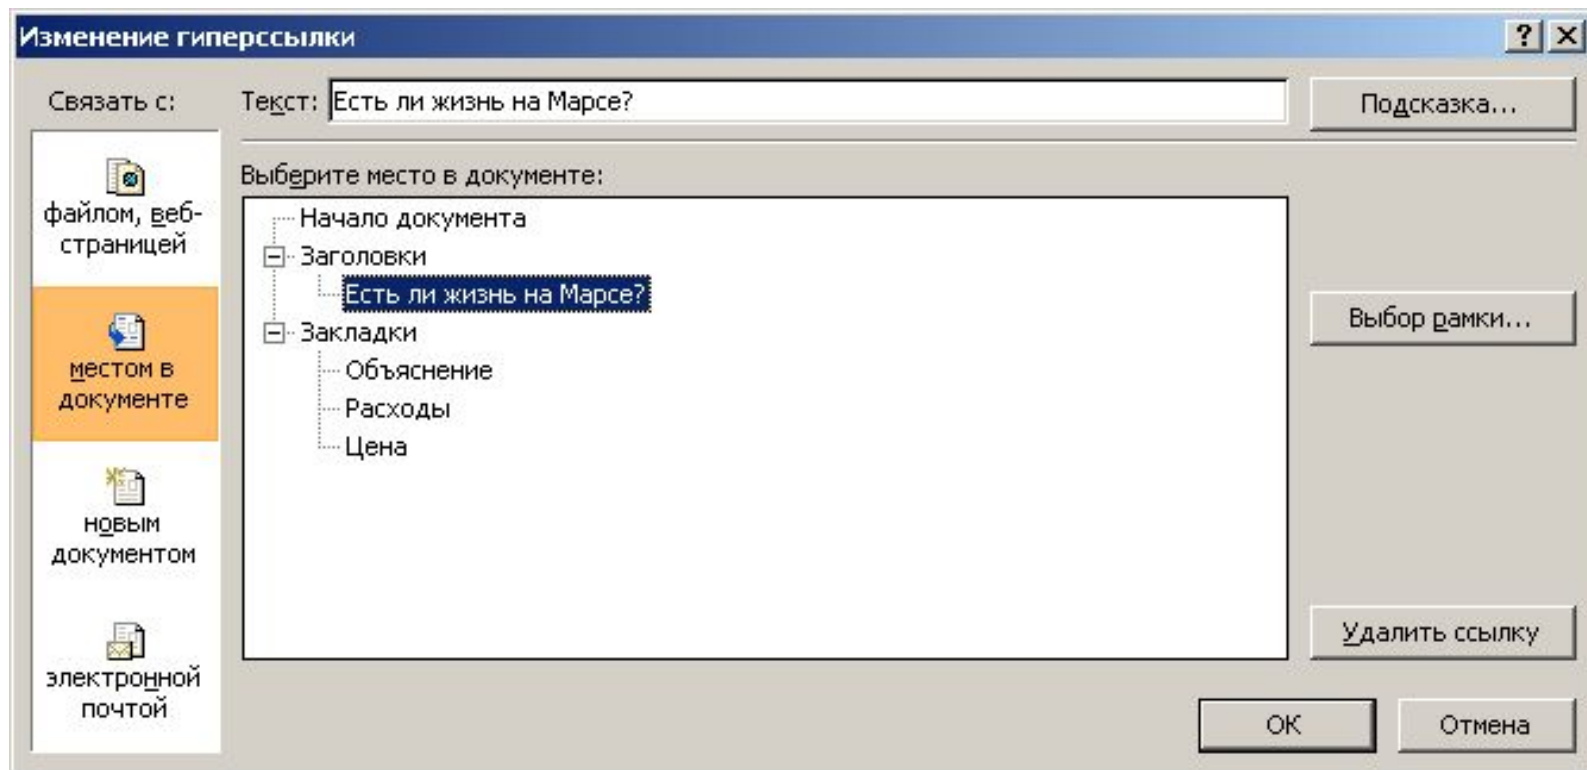 Изменение гиперссылки
Связать с:
Текст: Есть ли жизнь на Марсе?
Подсказка...
файлом, веб-
страницей
местом в
документе
новым
документом
электронной
почтой
Выберите место в документе:
Начало документа
Заголовки
Есть ли жизнь на Марсе?
Закладки
Объяснение
Расходы
Цена
Выбор рамки...
Удалить ссылку
ОК
Отмена